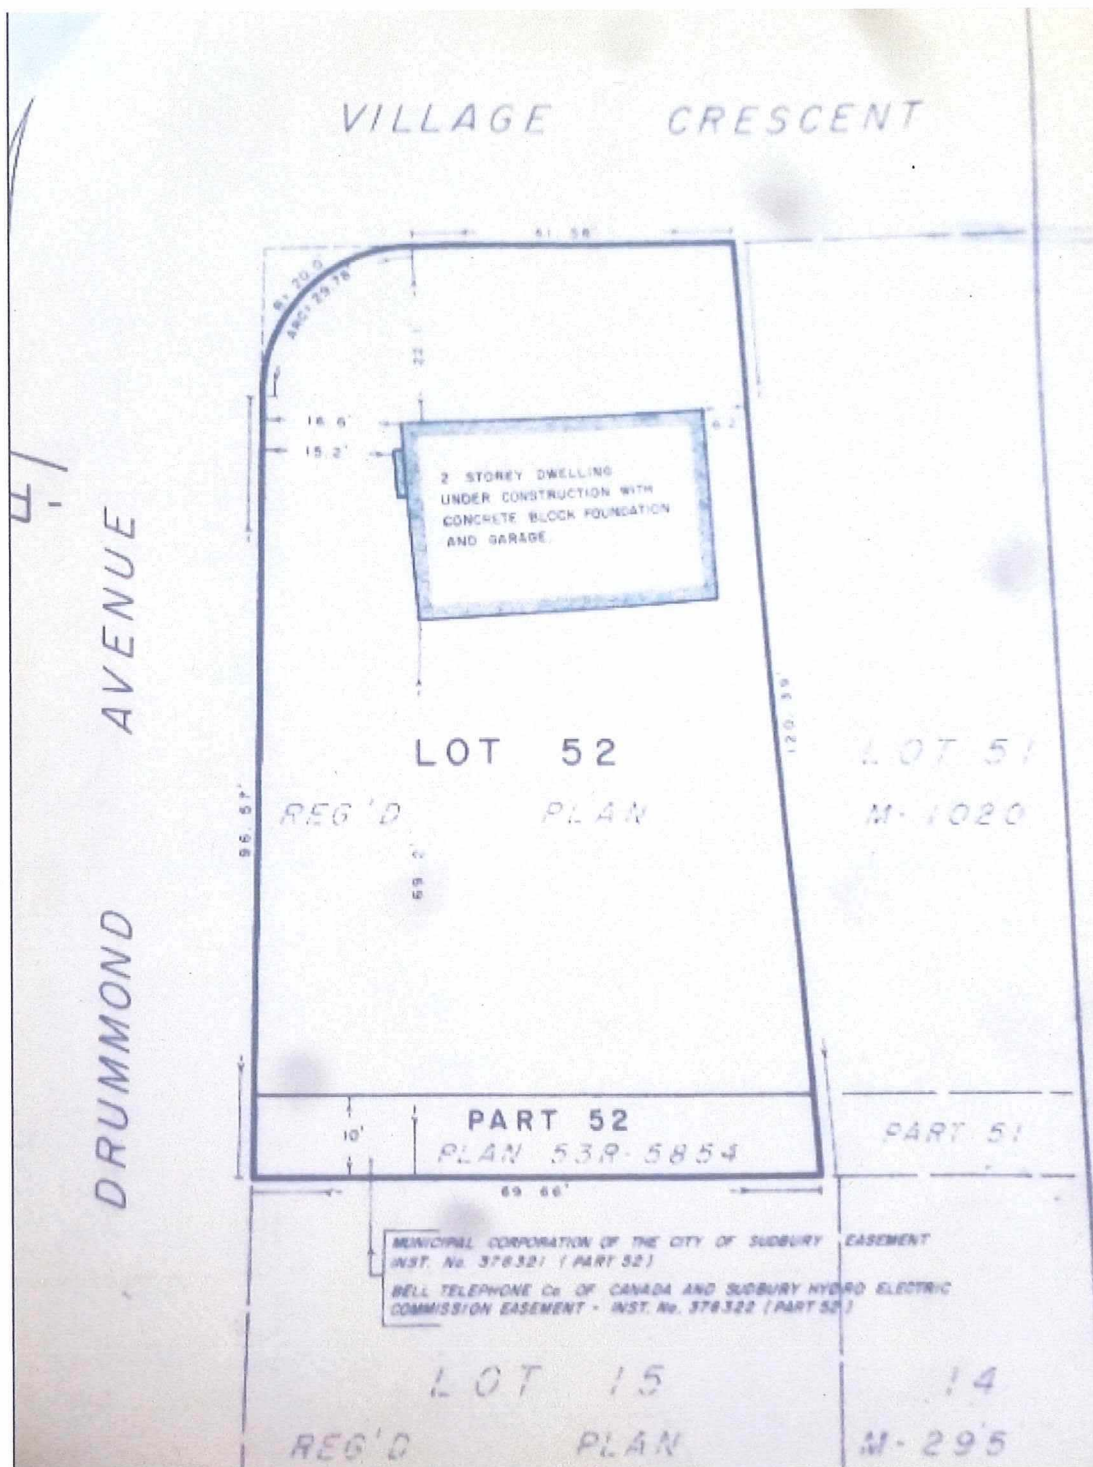 VILLAGE CRESCENT
51.58'
R: 20.0'
ARC: 29.78'
22'
16.6'
15.2'
6.2'
2 STOREY DWELLING
UNDER CONSTRUCTION WITH
CONCRETE BLOCK FOUNDATION
AND GARAGE.
DRUMMOND AVENUE
96.57'
120.39'
LOT 52
LOT 51
REG'D PLAN
M-1020
69.2'
10'
PART 52
PLAN 53R-5854
PART 51
69.66'
MUNICIPAL CORPORATION OF THE CITY OF SUDBURY EASEMENT
INST. No. 378321 (PART 52)
BELL TELEPHONE Co. OF CANADA AND SUDBURY HYDRO ELECTRIC
COMMISSION EASEMENT - INST. No. 378322 (PART 52)
LOT 15
14
REG'D PLAN
M-295